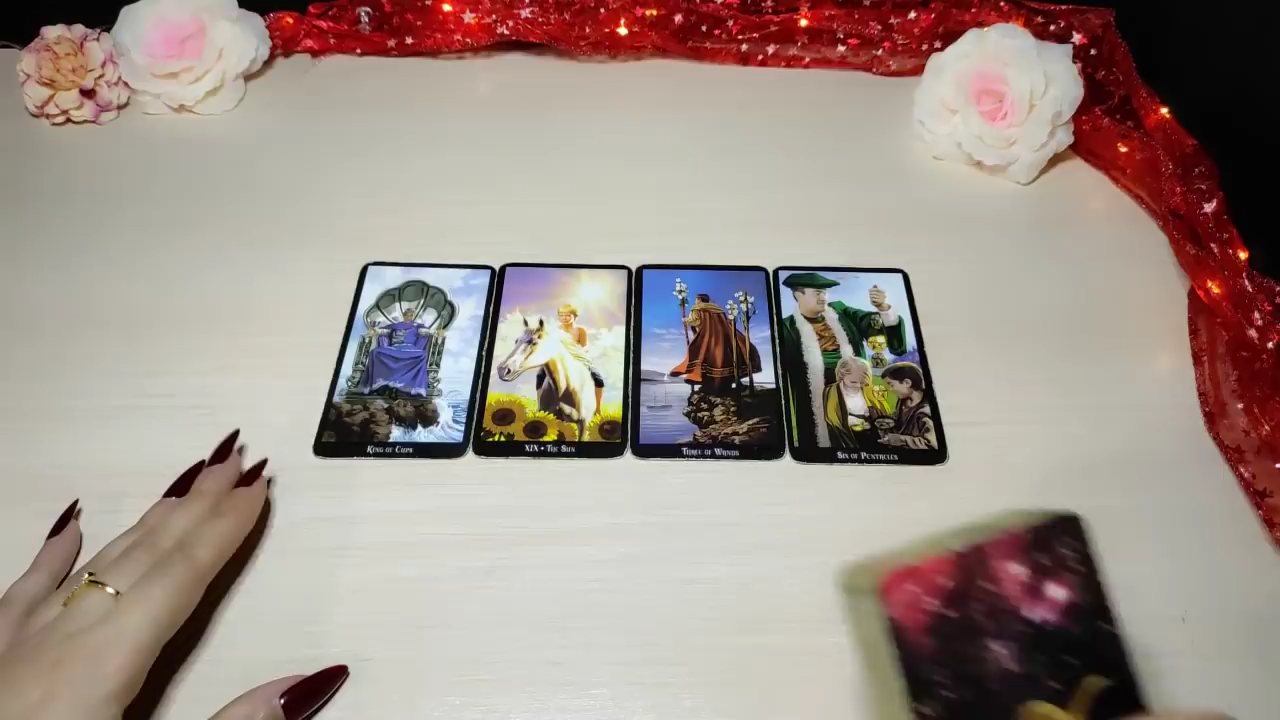 King of Cups
XIX • The Sun
Three of Wands
Six of Pentacles